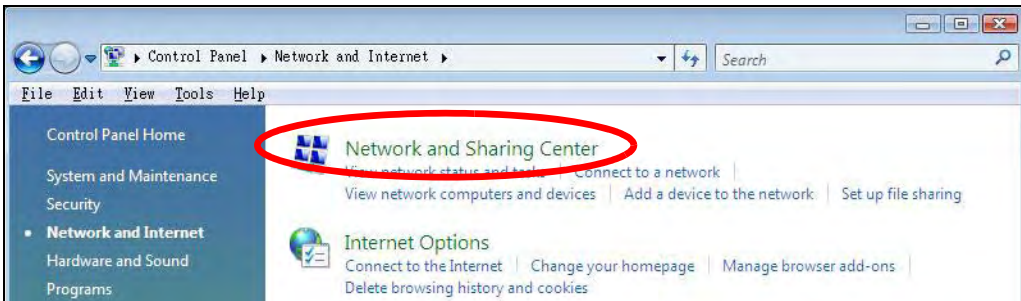 Control Panel Network and Internet Search
File Edit View Tools Help
Control Panel Home
System and Maintenance
Security
Network and Internet
Hardware and Sound
Programs
Network and Sharing Center
View network status and tasks Connect to a network
View network computers and devices Add a device to the network Set up file sharing
Internet Options
Connect to the Internet Change your homepage Manage browser add-ons
Delete browsing history and cookies